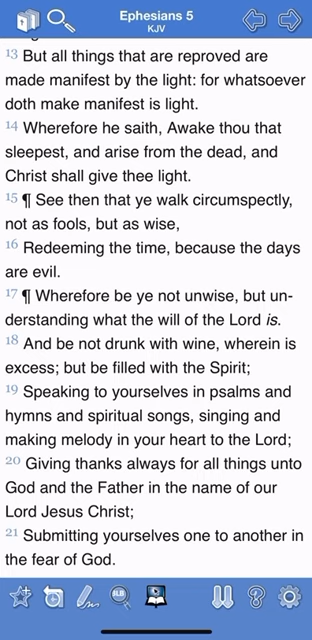 Ephesians 5
KJV
13 But all things that are reproved are
made manifest by the light: for whatsoever
doth make manifest is light.
14 Wherefore he saith, Awake thou that
sleepest, and arise from the dead, and
Christ shall give thee light.
15 ¶ See then that ye walk circumspectly,
not as fools, but as wise,
16 Redeeming the time, because the days
are evil.
17 ¶ Wherefore be ye not unwise, but un-
derstanding what the will of the Lord is.
18 And be not drunk with wine, wherein is
excess; but be filled with the Spirit;
19 Speaking to yourselves in psalms and
hymns and spiritual songs, singing and
making melody in your heart to the Lord;
20 Giving thanks always for all things unto
God and the Father in the name of our
Lord Jesus Christ;
21 Submitting yourselves one to another in
the fear of God.
SLB